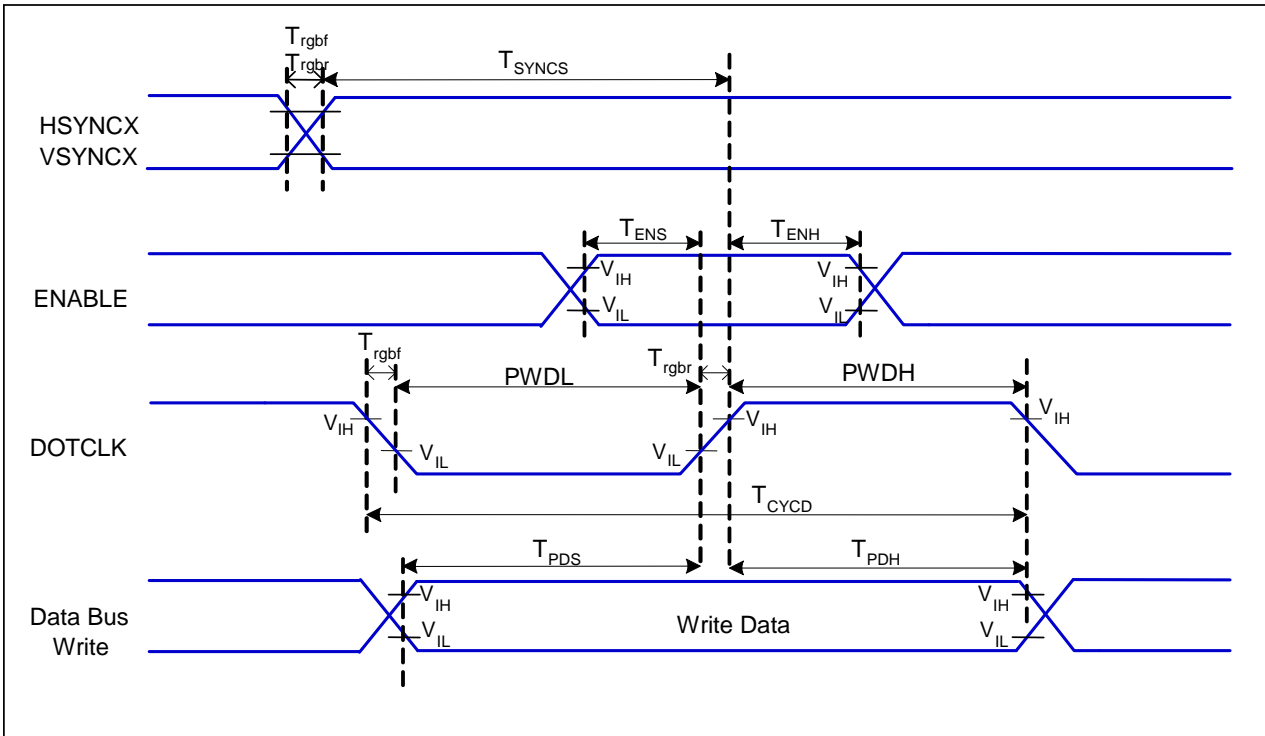 Trgbf
Trgbr
TSYNCS
HSYNCX
VSYNCX
TENS
TENH
VIH
VIH
ENABLE
VIL
VIL
Trgbf
Trgbr
PWDL
PWDH
VIH
VIH
VIH
DOTCLK
VIL
VIL
TCYCD
TPDS
TPDH
VIH
VIH
Data Bus
Write
Write Data
VIL
VIL